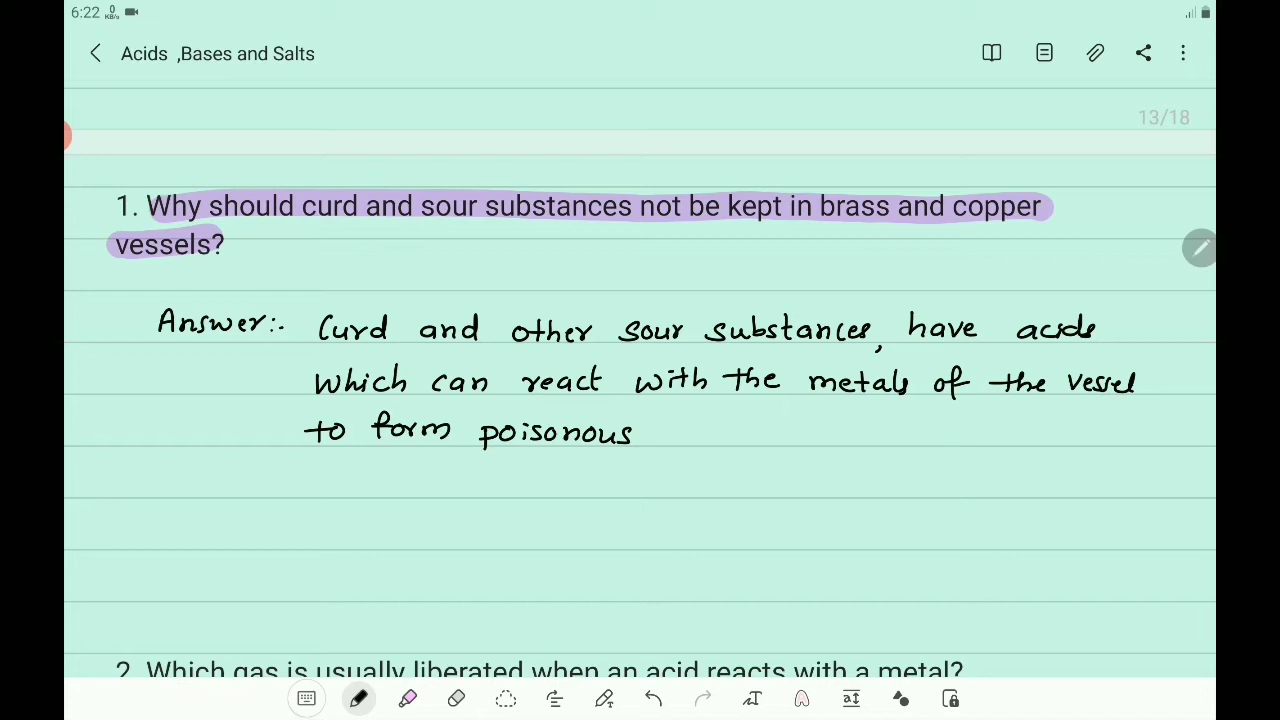 6:22 0 KB/s
Acids ,Bases and Salts
13/18
1. Why should curd and sour substances not be kept in brass and copper
vessels?
Answer:- Curd and other sour substances, have acids
which can react with the metals of the vessel
to form poisonous
2. Which gas is usually liberated when an acid reacts with a metal?